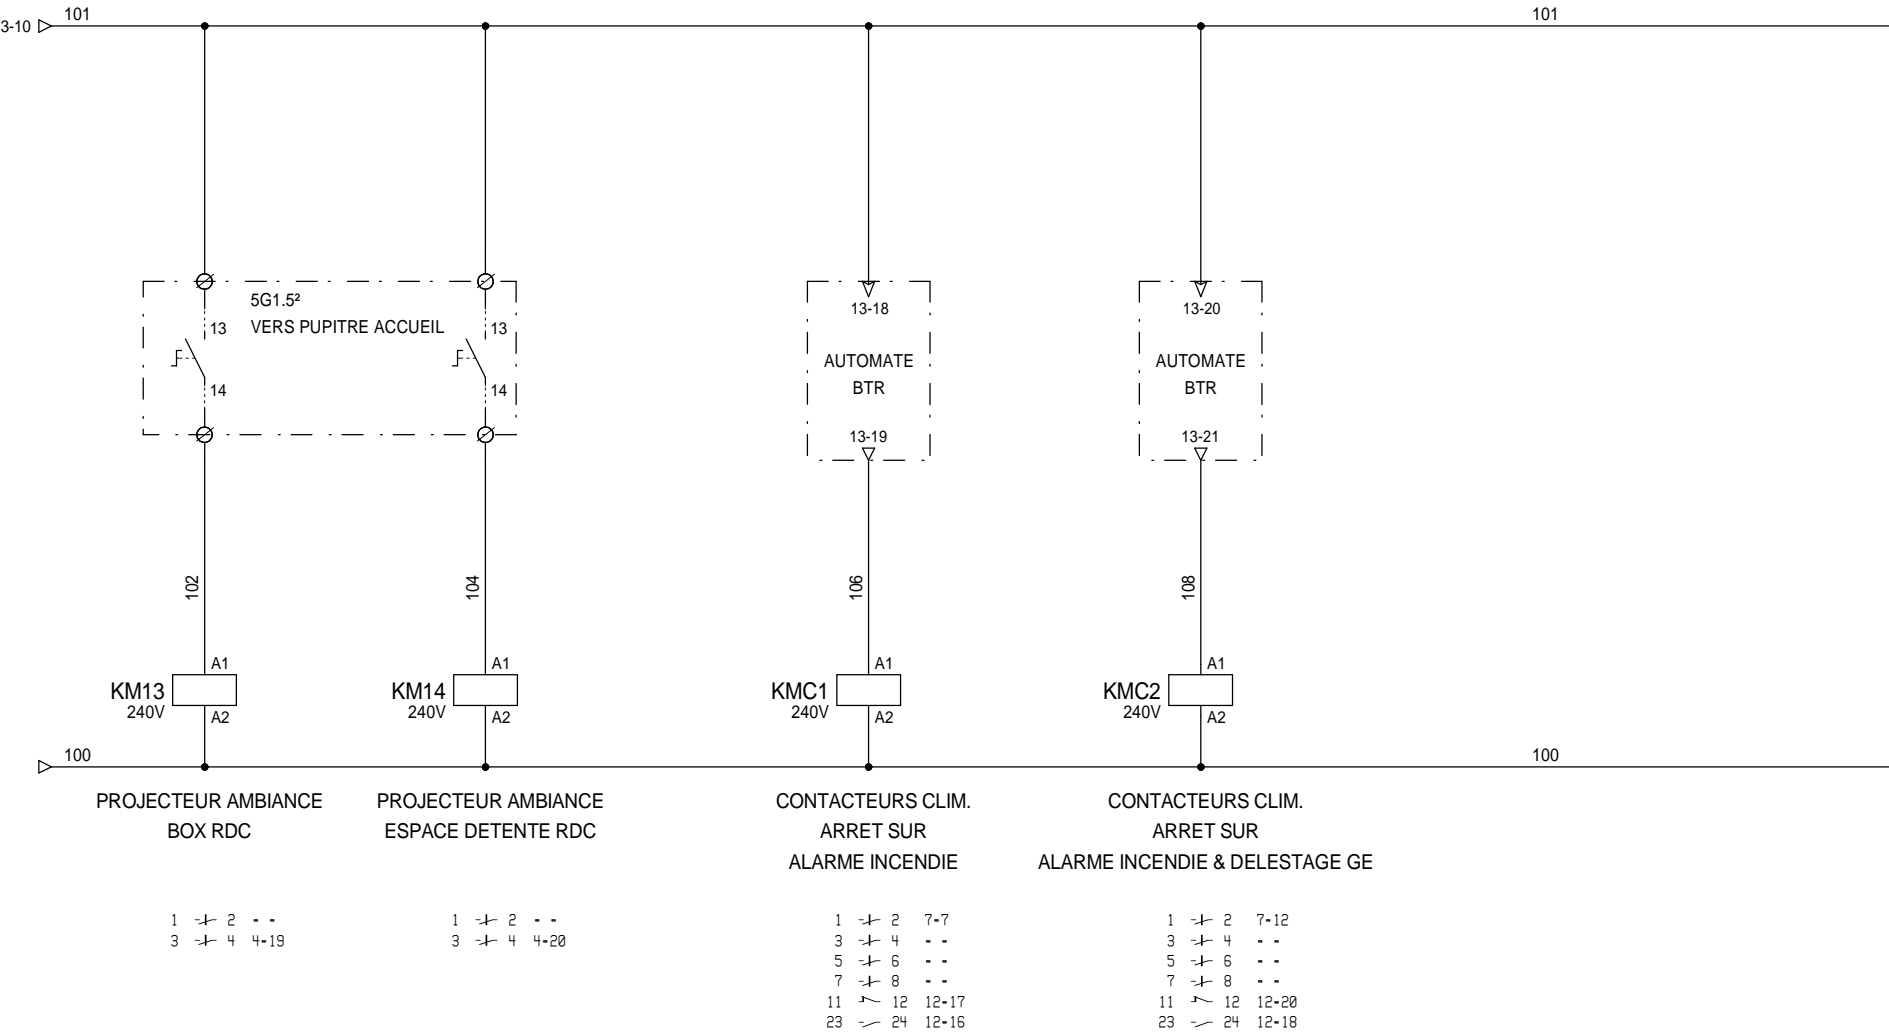 101
101
3-10
5G1.5²
VERS PUPITRE ACCUEIL
13
13
14
14
13-18
AUTOMATE
BTR
13-19
13-20
AUTOMATE
BTR
13-21
102
104
106
108
A1
KM13
240V
A2
A1
KM14
240V
A2
A1
KMC1
240V
A2
A1
KMC2
240V
A2
100
100
PROJECTEUR AMBIANCE
BOX RDC
PROJECTEUR AMBIANCE
ESPACE DETENTE RDC
CONTACTEURS CLIM.
ARRET SUR
ALARME INCENDIE
CONTACTEURS CLIM.
ARRET SUR
ALARME INCENDIE & DELESTAGE GE
1 2 - -
3 4 4-19
1 2 - -
3 4 4-20
1 2 7-7
3 4 - -
5 6 - -
7 8 - -
11 12 12-17
23 24 12-16
1 2 7-12
3 4 - -
5 6 - -
7 8 - -
11 12 12-20
23 24 12-18